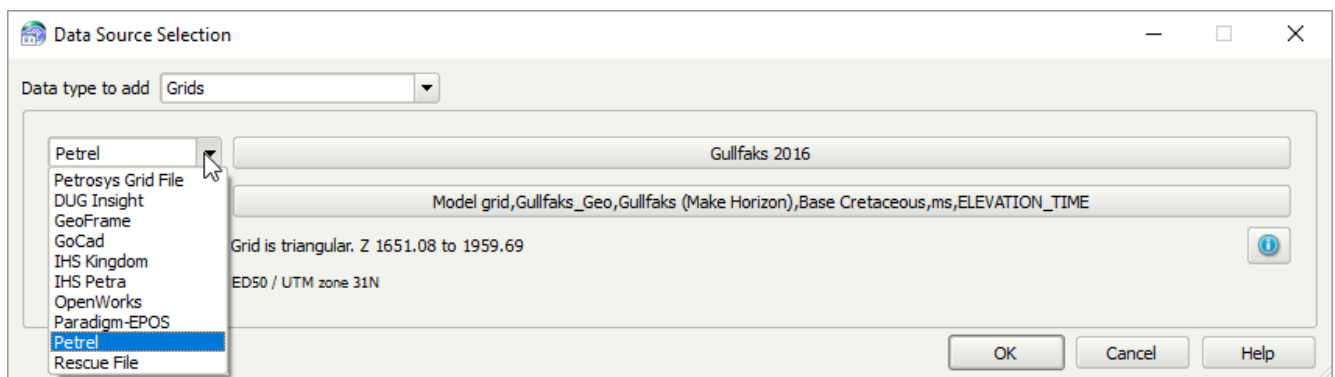 Data Source Selection
Data type to add Grids
Petrel Gullfaks 2016
Petrosys Grid File
DUG Insight
GeoFrame
GoCad
IHS Kingdom
IHS Petra
OpenWorks
Paradigm-EPOS
Petrel
Rescue File
Model grid,Gullfaks_Geo,Gullfaks (Make Horizon),Base Cretaceous,ms,ELEVATION_TIME
Grid is triangular. Z 1651.08 to 1959.69
ED50 / UTM zone 31N
OK Cancel Help